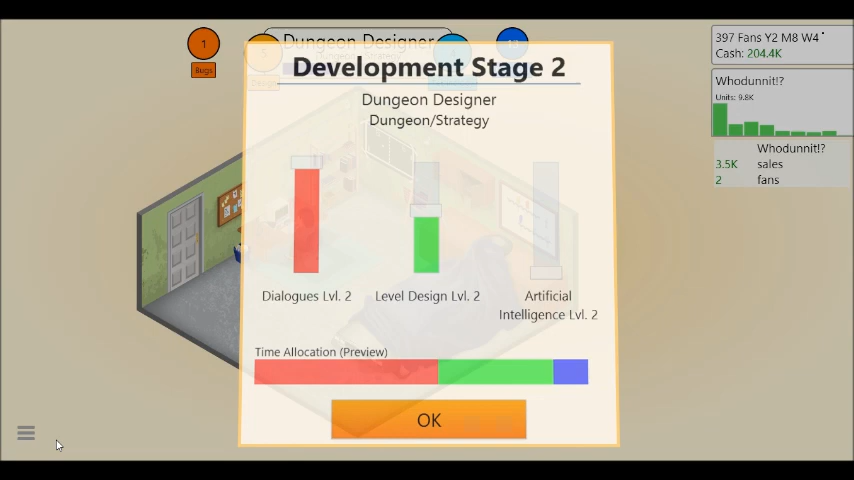 1
Bugs
Dungeon Designer
397 Fans Y2 M8 W4
Cash: 204.4K
Development Stage 2
Dungeon Designer
Dungeon/Strategy
Whodunnit!?
Units: 9.8K
Whodunnit!?
3.5K sales
2 fans
Dialogues Lvl. 2
Level Design Lvl. 2
Artificial
Intelligence Lvl. 2
Time Allocation (Preview)
OK